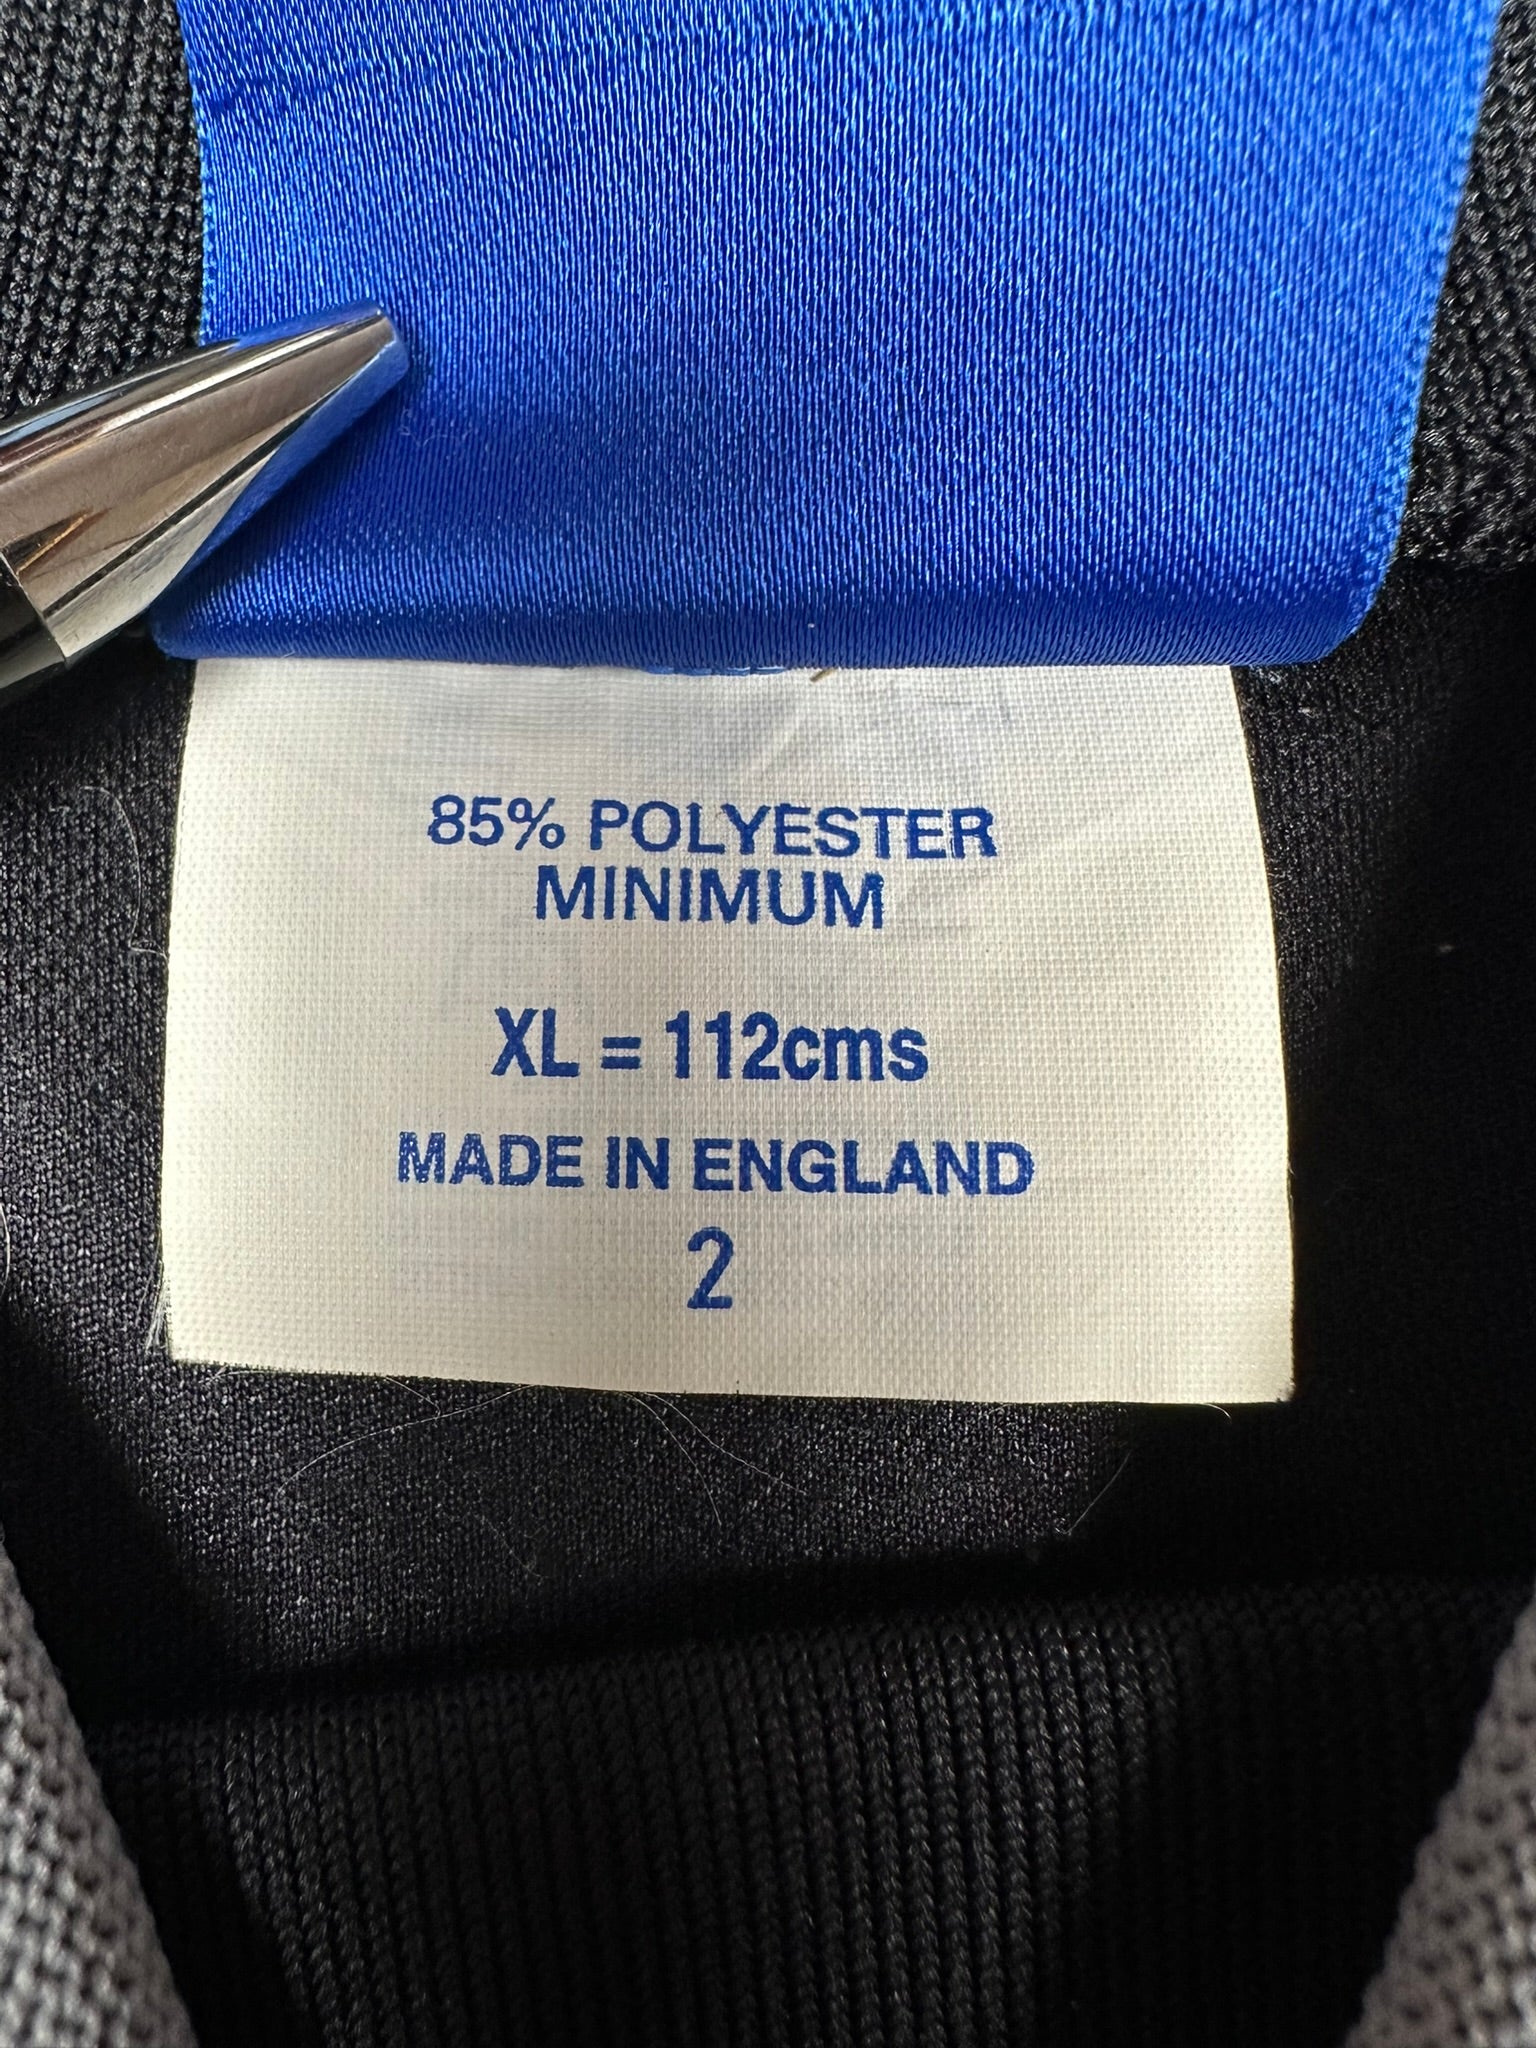 85% POLYESTER
MINIMUM
XL = 112cms
MADE IN ENGLAND
2